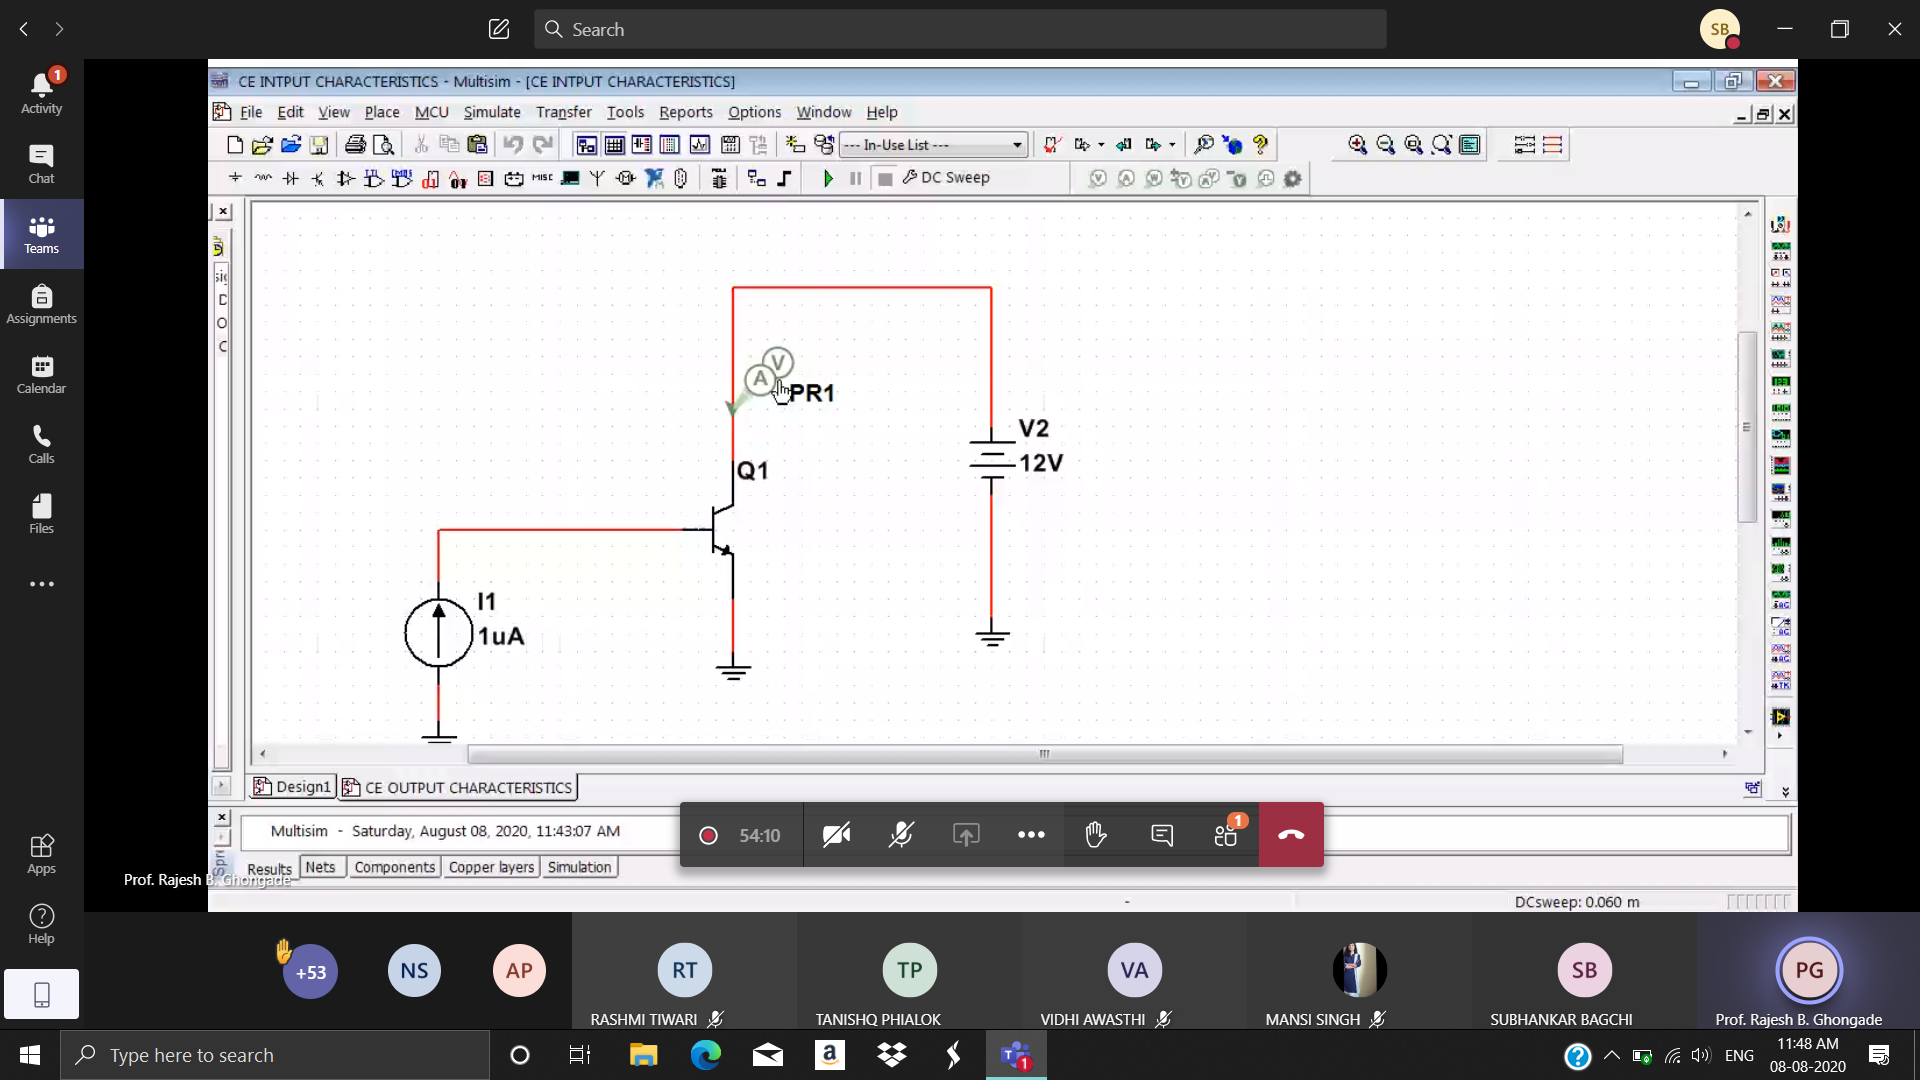 Search
SB
Activity
1
Chat
Teams
Assignments
Calendar
Calls
Files
Apps
Help
CE INTPUT CHARACTERISTICS - Multisim - [CE INTPUT CHARACTERISTICS]
File Edit View Place MCU Simulate Transfer Tools Reports Options Window Help
--- In-Use List ---
MISC
DC Sweep
V
A
PR1
V2
12V
Q1
I1
1uA
Design1
CE OUTPUT CHARACTERISTICS
Multisim - Saturday, August 08, 2020, 11:43:07 AM
54:10
1
Results Nets Components Copper layers Simulation
Prof. Rajesh B. Ghongade
-
DCsweep: 0.060 m
+53
NS
AP
RT
TP
VA
SB
PG
RASHMI TIWARI
TANISHQ PHIALOK
VIDHI AWASTHI
MANSI SINGH
SUBHANKAR BAGCHI
Prof. Rajesh B. Ghongade
Type here to search
a
1
ENG
11:48 AM
08-08-2020